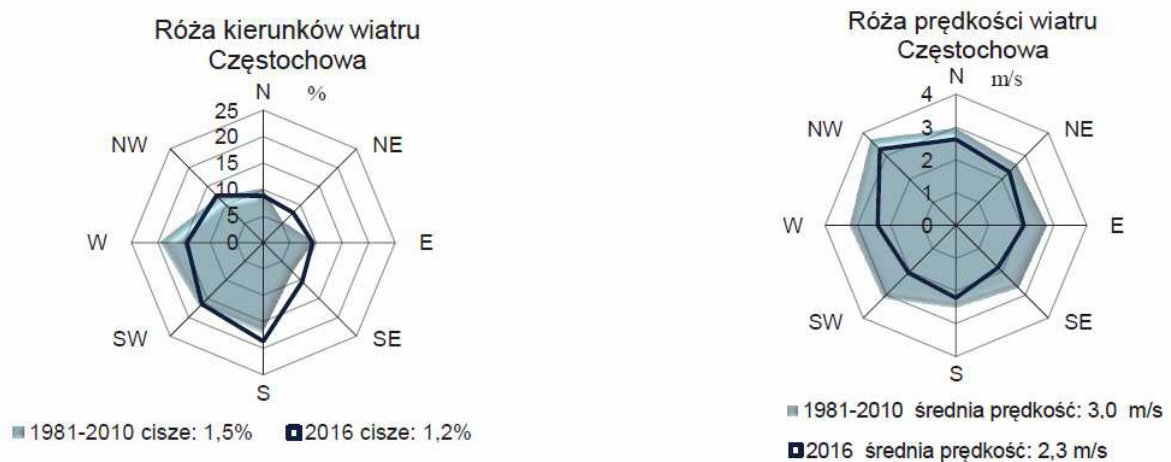 Róża kierunków wiatru
Częstochowa
N %
25
20
15
10
5
0
NW
NE
W
E
SW
SE
S
1981-2010 cisze: 1,5% 2016 cisze: 1,2%
Róża prędkości wiatru
Częstochowa
N m/s
4
3
2
1
0
NW
NE
W
E
SW
SE
S
1981-2010 średnia prędkość: 3,0 m/s
2016 średnia prędkość: 2,3 m/s